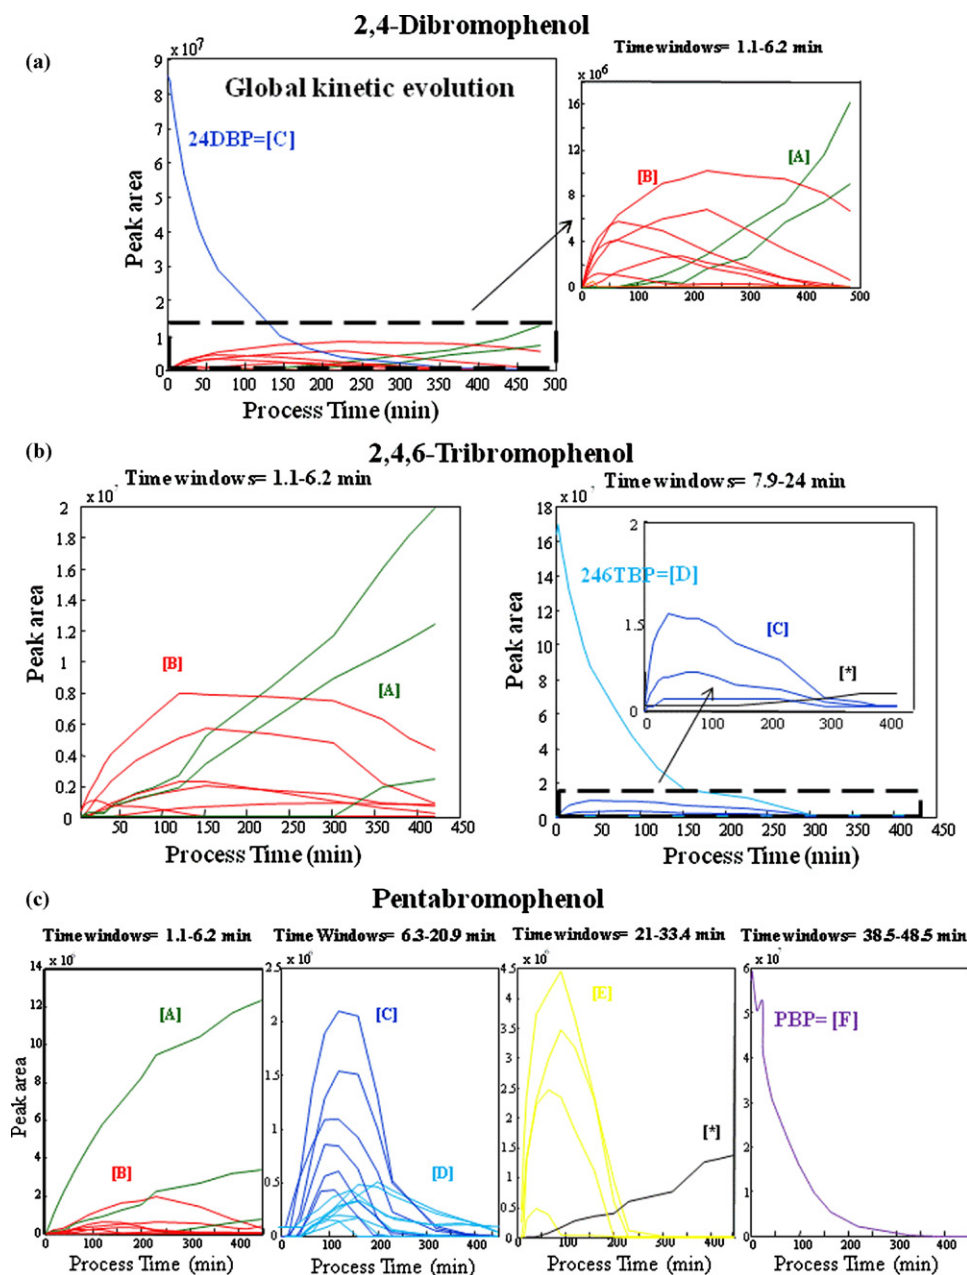 2,4-Dibromophenol
(a)
x 10^7
Global kinetic evolution
24DBP=[C]
Peak area
9
8
7
6
5
4
3
2
1
0
0 50 100 150 200 250 300 350 400 450 500
Process Time (min)
Time windows= 1.1-6.2 min
x 10^6
16
12
8
4
0
[A]
[B]
0 100 200 300 400 500
(b)
2,4,6-Tribromophenol
Time windows= 1.1-6.2 min
x 10
2
1.8
1.6
1.4
1.2
1
0.8
0.6
0.4
0.2
0
Peak area
[B]
[A]
50 100 150 200 250 300 350 400 450
Process Time (min)
Time windows= 7.9-24 min
x 10
18
16
14
12
10
8
6
4
2
0
Peak area
246TBP=[D]
2
1.5
0
[C]
[*]
0 100 200 300 400
0 50 100 150 200 250 300 350 400 450
Process Time (min)
(c)
Pentabromophenol
Time windows= 1.1-6.2 min
x 10
14
12
10
8
6
4
2
0
Peak area
[A]
[B]
0 100 200 300 400
Process Time (min)
Time Windows= 6.3-20.9 min
x 10
2.5
2
1.5
1
0.5
0
[C]
[D]
0 100 200 300 400
Process Time (min)
Time windows= 21-33.4 min
x 10
4.5
4
3.5
3
2.5
2
1.5
1
0.5
0
[E]
[*]
100 200 300 400
Process Time (min)
Time windows= 38.5-48.5 min
x 10
6
5
4
3
2
1
0
PBP= [F]
0 100 200 300 400
Process Time (min)